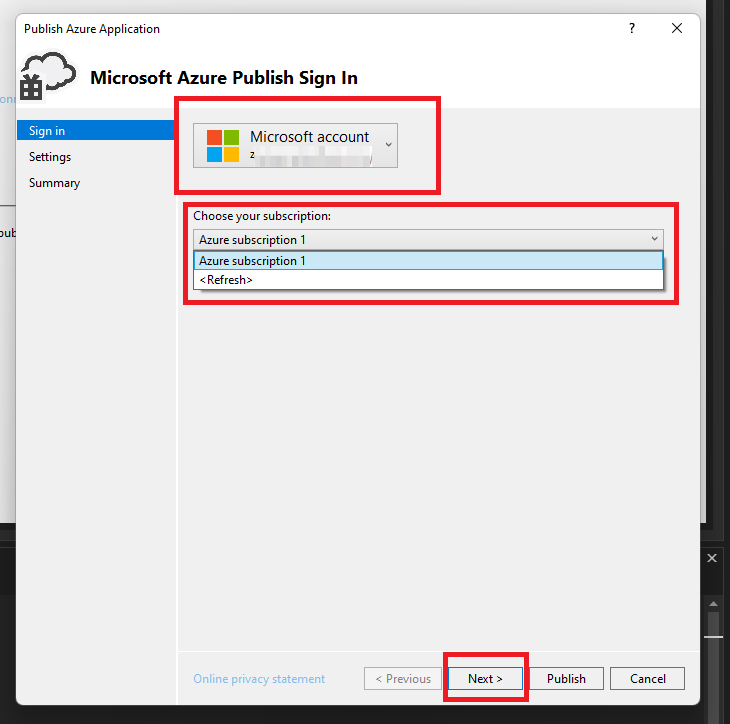 Publish Azure Application
?
Microsoft Azure Publish Sign In
Sign in
Settings
Summary
Microsoft account
z
Choose your subscription:
Azure subscription 1
Azure subscription 1
<Refresh>
Online privacy statement
< Previous
Next >
Publish
Cancel